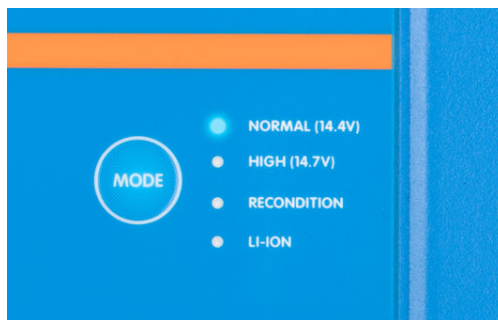 NORMAL (14.4V)
HIGH (14.7V)
MODE
RECONDITION
LI-ION